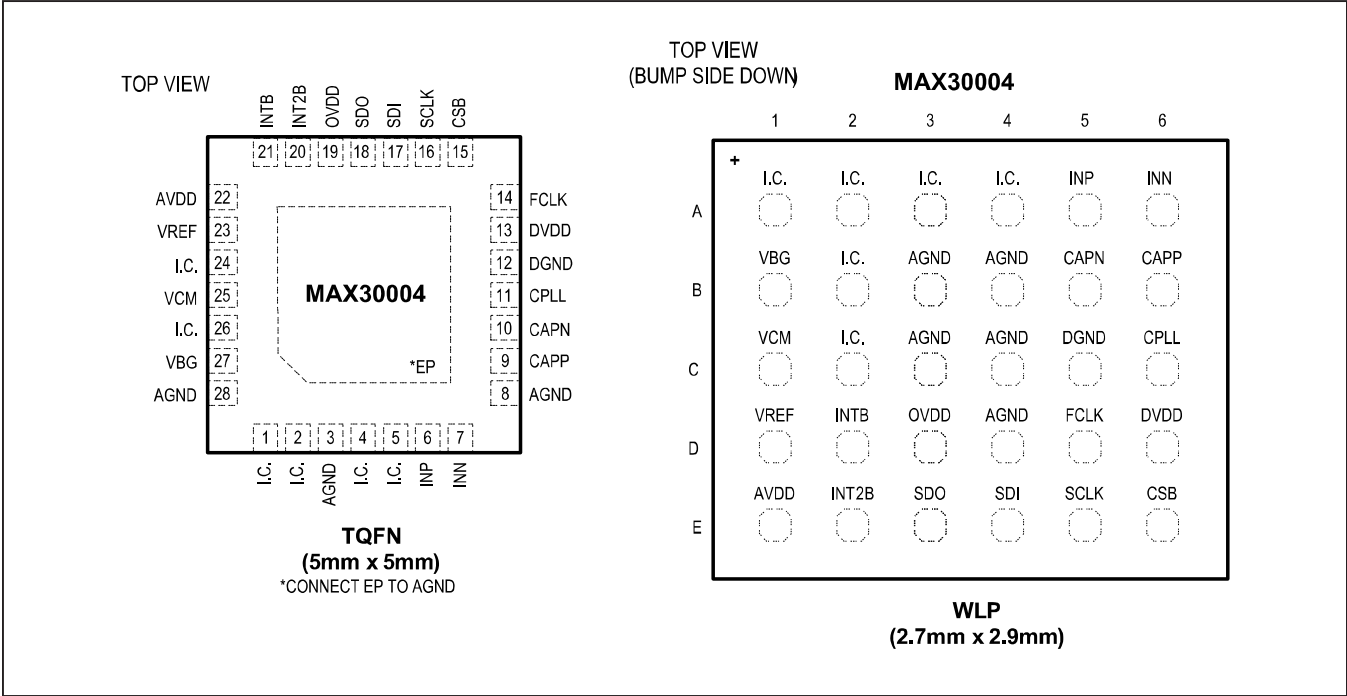 TOP VIEW
INTB
INT2B
OVDD
SDO
SDI
SCLK
CSB
21 20 19 18 17 16 15
AVDD 22
VREF 23
I.C. 24
VCM 25
I.C. 26
VBG 27
AGND 28
MAX30004
*EP
14 FCLK
13 DVDD
12 DGND
11 CPLL
10 CAPN
9 CAPP
8 AGND
1 2 3 4 5 6 7
I.C.
I.C.
AGND
I.C.
I.C.
INP
INN
TQFN
(5mm x 5mm)
*CONNECT EP TO AGND
TOP VIEW
(BUMP SIDE DOWN)
MAX30004
1 2 3 4 5 6
+
I.C. I.C. I.C. I.C. INP INN
A
VBG I.C. AGND AGND CAPN CAPP
B
VCM I.C. AGND AGND DGND CPLL
C
VREF INTB OVDD AGND FCLK DVDD
D
AVDD INT2B SDO SDI SCLK CSB
E
WLP
(2.7mm x 2.9mm)